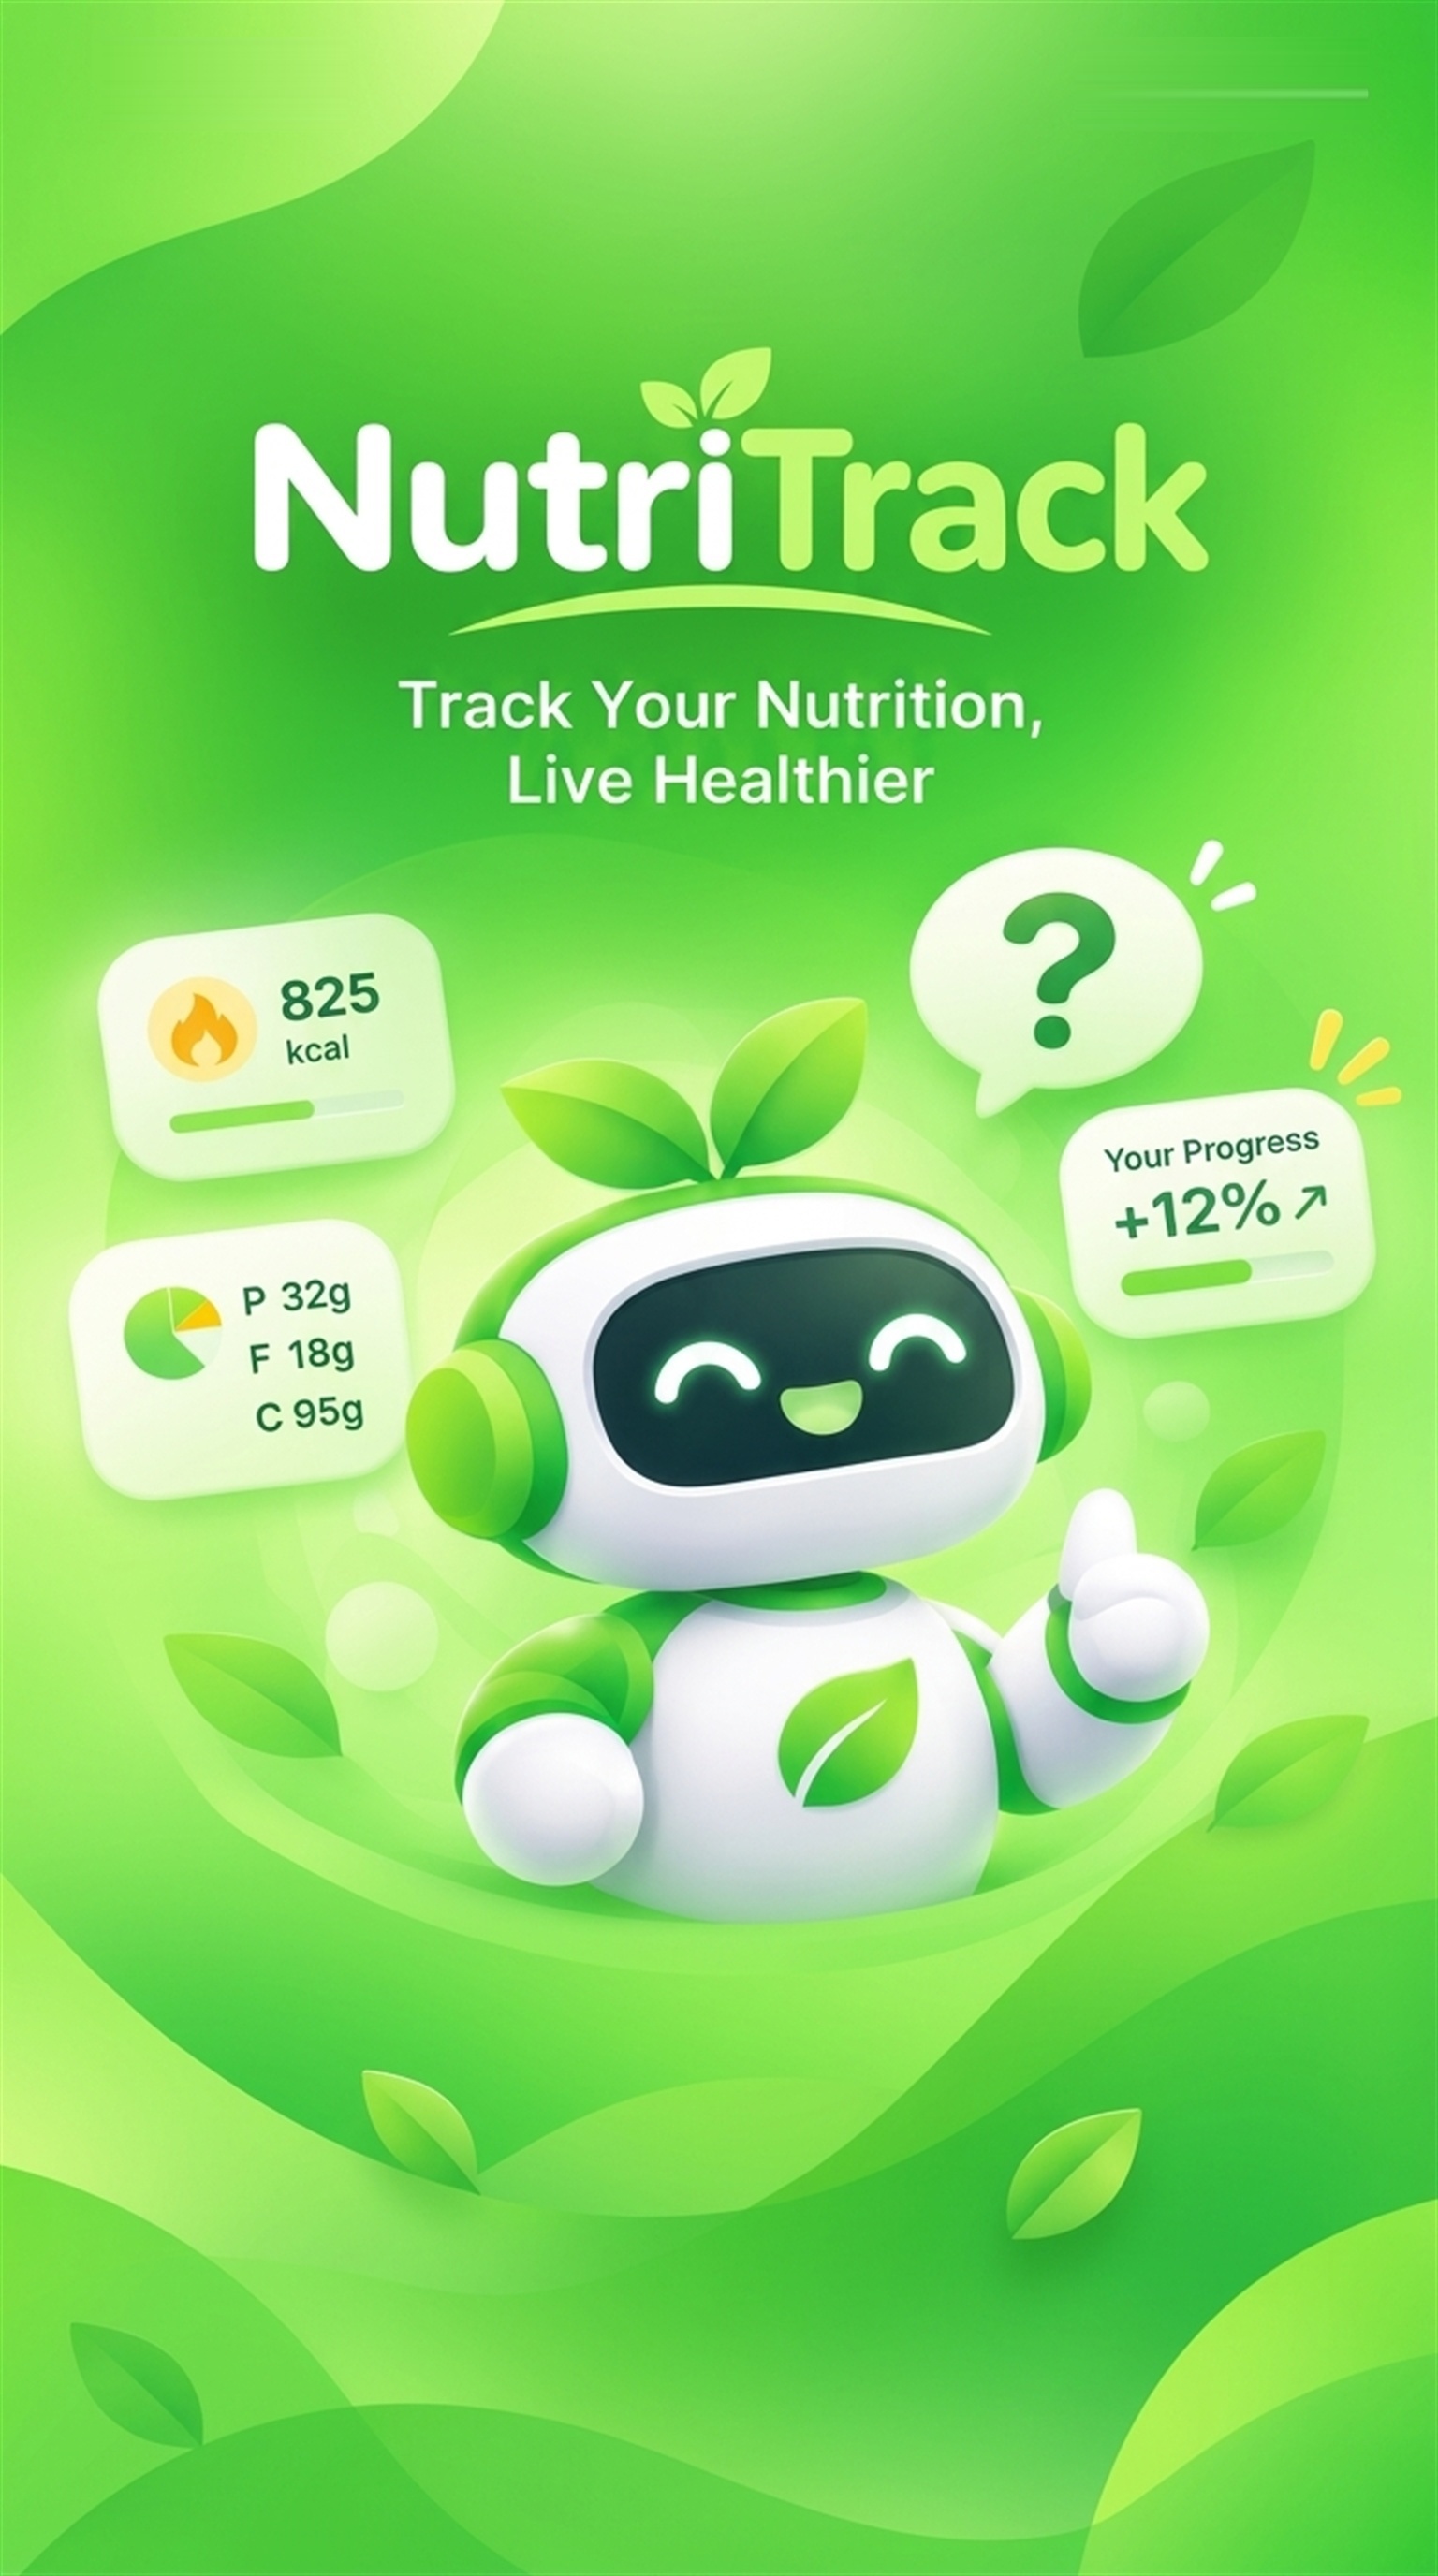 NutriTrack
Track Your Nutrition,
Live Healthier
825
kcal
?
Your Progress
+12%↗
P 32g
F 18g
C 95g